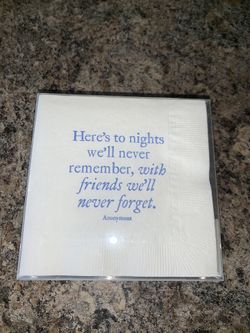 Here's to nights
we'll never
remember, with
friends we'll
never forget.
Anonymous